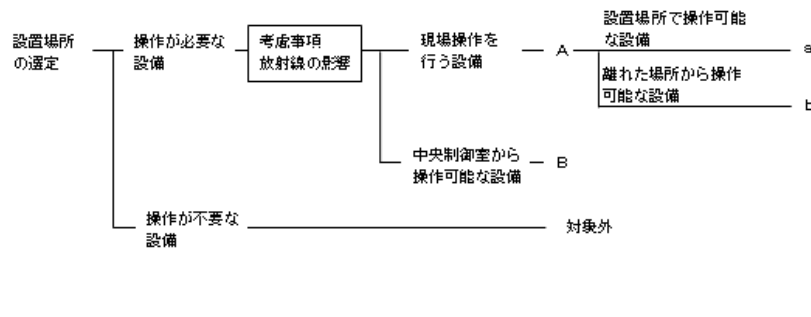 設置場所
の選定
操作が必要な
設備
考慮事項
放射線の影響
現場操作を
行う設備
A
設置場所で操作可能
な設備
a
離れた場所から操作
可能な設備
b
中央制御室から
操作可能な設備
B
操作が不要な
設備
対象外